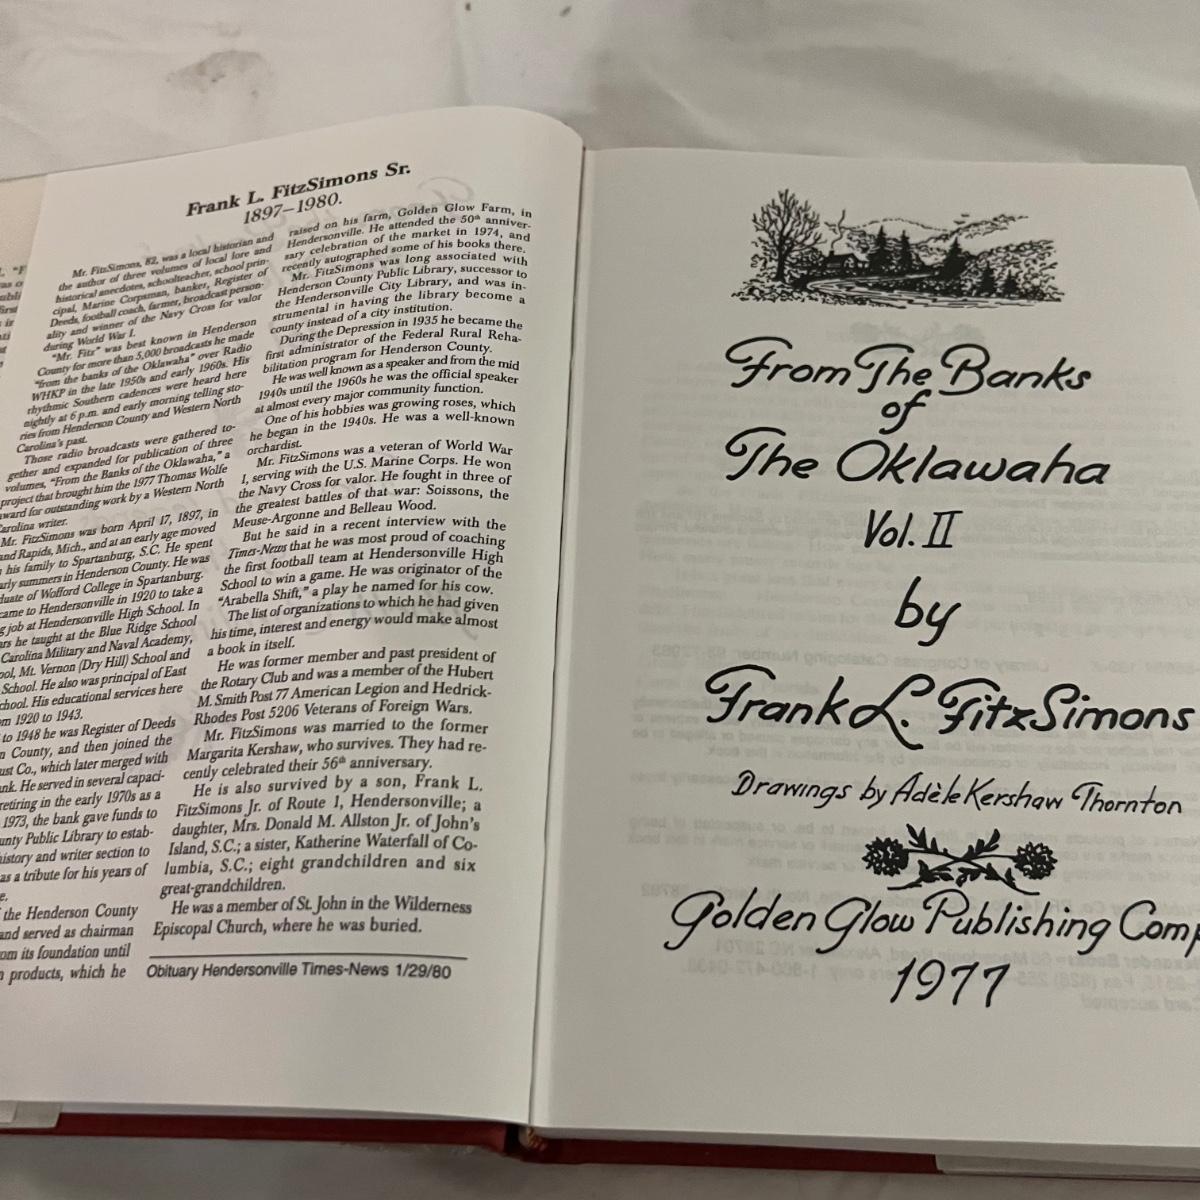 Frank L. FitzSimons Sr.
1897–1980.
Mr. FitzSimons, 82, was a local historian and
the author of three volumes of local lore and
historical anecdotes, schoolteacher, school prin-
cipal, Marine Corpsman, banker, Register of
Deeds, football coach, farmer, broadcast person-
ality and winner of the Navy Cross for valor
during World War I.
"Mr. Fitz" was best known in Henderson
County for more than 5,000 broadcasts he made
"from the banks of the Oklawaha" over Radio
WHKP in the late 1950s and early 1960s. His
rhythmic Southern cadences were heard here
nightly at 6 p.m. and early morning telling sto-
ries from Henderson County and Western North
Carolina's past.
Those radio broadcasts were gathered to-
gether and expanded for publication of three
volumes, "From the Banks of the Oklawaha," a
project that brought him the 1977 Thomas Wolfe
award for outstanding work by a Western North
Carolina writer.
Mr. FitzSimons was born April 17, 1897, in
and Rapids, Mich., and at an early age moved
his family to Spartanburg, S.C. He spent
arly summers in Henderson County. He was
duate of Wofford College in Spartanburg.
came to Hendersonville in 1920 to take a
g job at Hendersonville High School. In
rs he taught at the Blue Ridge School
Carolina Military and Naval Academy,
ool, Mt. Vernon (Dry Hill) School and
School. He also was principal of East
chool. His educational services here
om 1920 to 1943.
to 1948 he was Register of Deeds
n County, and then joined the
ust Co., which later merged with
nk. He served in several capaci-
retiring in the early 1970s as a
1973, the bank gave funds to
unty Public Library to estab-
history and writer section to
as a tribute for his years of
e.
the Henderson County
and served as chairman
om its foundation until
n products, which he
raised on his farm, Golden Glow Farm, in
Hendersonville. He attended the 50th anniver-
sary celebration of the market in 1974, and
recently autographed some of his books there.
Mr. FitzSimons was long associated with
Henderson County Public Library, successor to
the Hendersonville City Library, and was in-
strumental in having the library become a
county instead of a city institution.
During the Depression in 1935 he became the
first administrator of the Federal Rural Reha-
bilitation program for Henderson County.
He was well known as a speaker and from the mid
1940s until the 1960s he was the official speaker
at almost every major community function.
One of his hobbies was growing roses, which
he began in the 1940s. He was a well-known
orchardist.
Mr. FitzSimons was a veteran of World War
I, serving with the U.S. Marine Corps. He won
the Navy Cross for valor. He fought in three of
the greatest battles of that war: Soissons, the
Meuse-Argonne and Belleau Wood.
But he said in a recent interview with the
Times-News that he was most proud of coaching
the first football team at Hendersonville High
School to win a game. He was originator of the
"Arabella Shift," a play he named for his cow.
The list of organizations to which he had given
his time, interest and energy would make almost
a book in itself.
He was former member and past president of
the Rotary Club and was a member of the Hubert
M. Smith Post 77 American Legion and Hedrick-
Rhodes Post 5206 Veterans of Foreign Wars.
Mr. FitzSimons was married to the former
Margarita Kershaw, who survives. They had re-
cently celebrated their 56th anniversary.
He is also survived by a son, Frank L.
FitzSimons Jr. of Route 1, Hendersonville; a
daughter, Mrs. Donald M. Allston Jr. of John's
Island, S.C.; a sister, Katherine Waterfall of Co-
lumbia, S.C.; eight grandchildren and six
great-grandchildren.
He was a member of St. John in the Wilderness
Episcopal Church, where he was buried.
Obituary Hendersonville Times-News 1/29/80
From The Banks
of
The Oklawaha
Vol. II
by
Frank L. FitzSimons
Drawings by Adèle Kershaw Thornton
Golden Glow Publishing Comp
1977